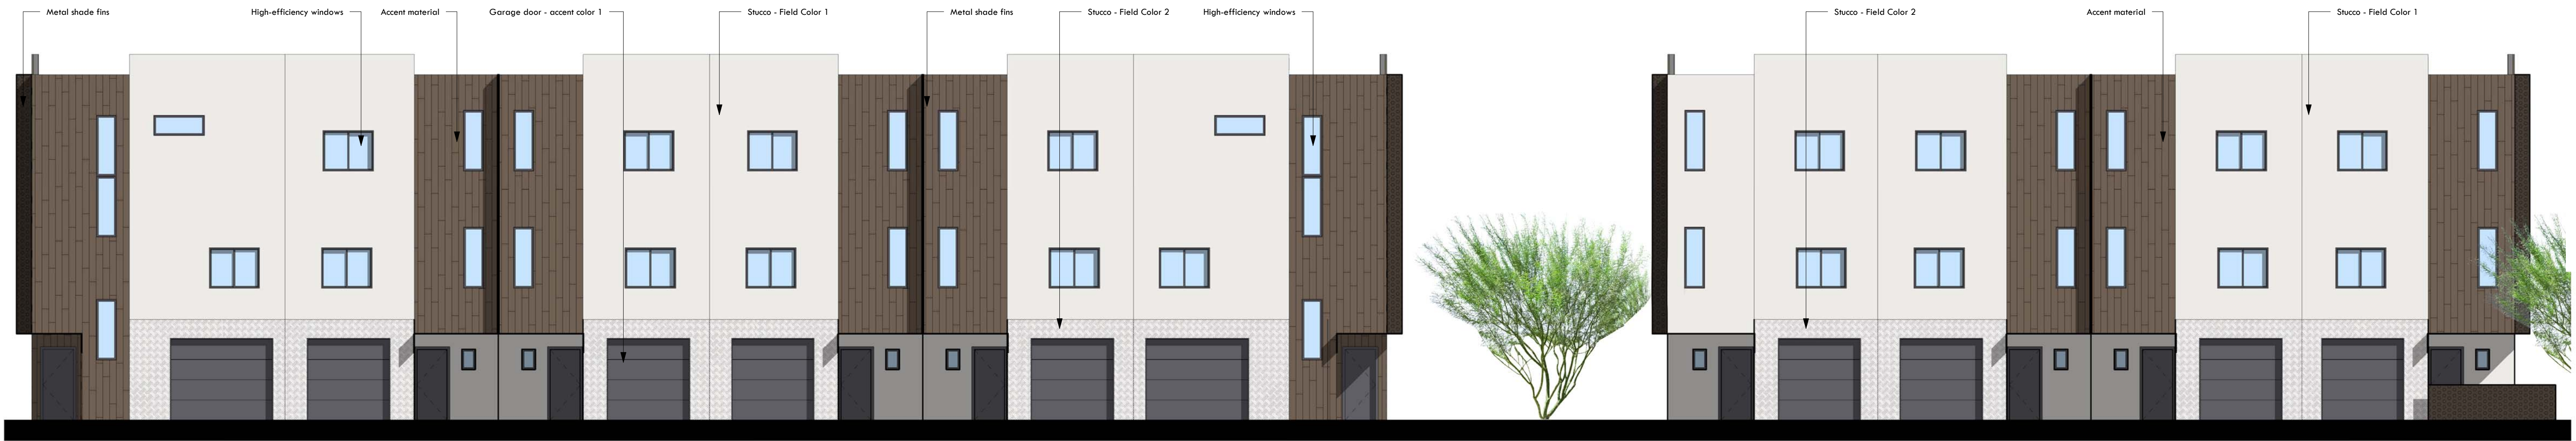 Metal shade fins
High-efficiency windows
Accent material
Garage door - accent color 1
Stucco - Field Color 1
Metal shade fins
Stucco - Field Color 2
High-efficiency windows
Stucco - Field Color 2
Accent material
Stucco - Field Color 1